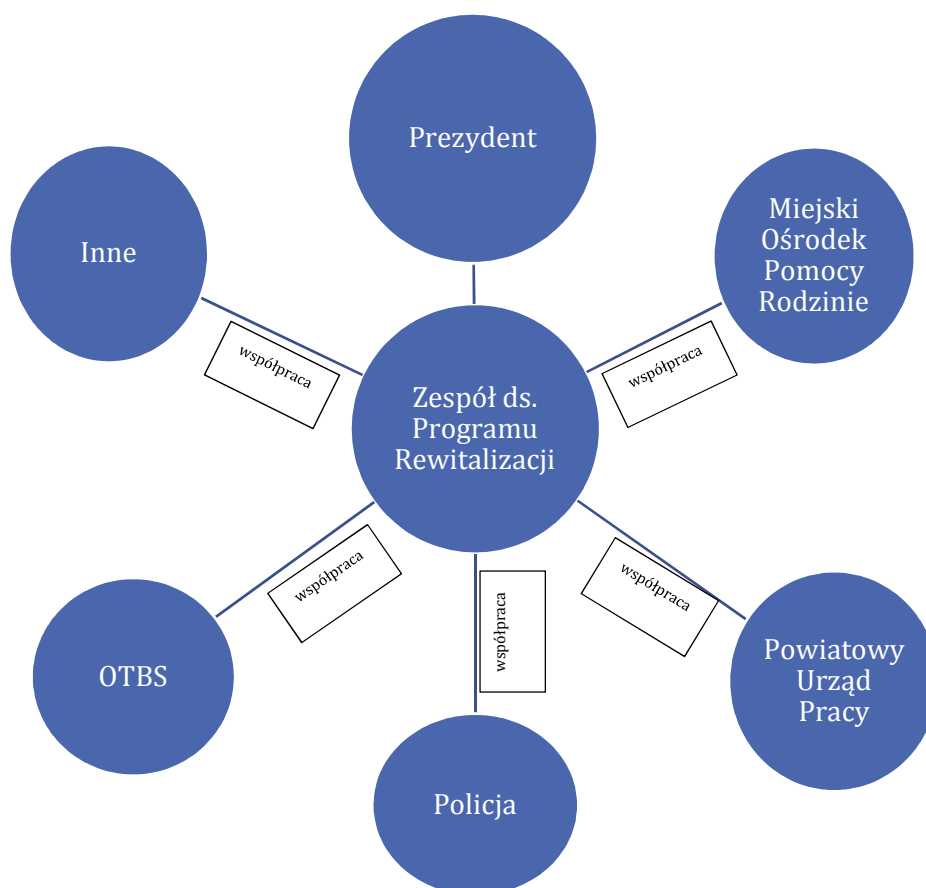 Prezydent
Inne
Miejski
Ośrodek
Pomocy
Rodzinie
współpraca
współpraca
Zespół ds.
Programu
Rewitalizacji
współpraca
współpraca
współpraca
OTBS
Policja
Powiatowy
Urząd
Pracy